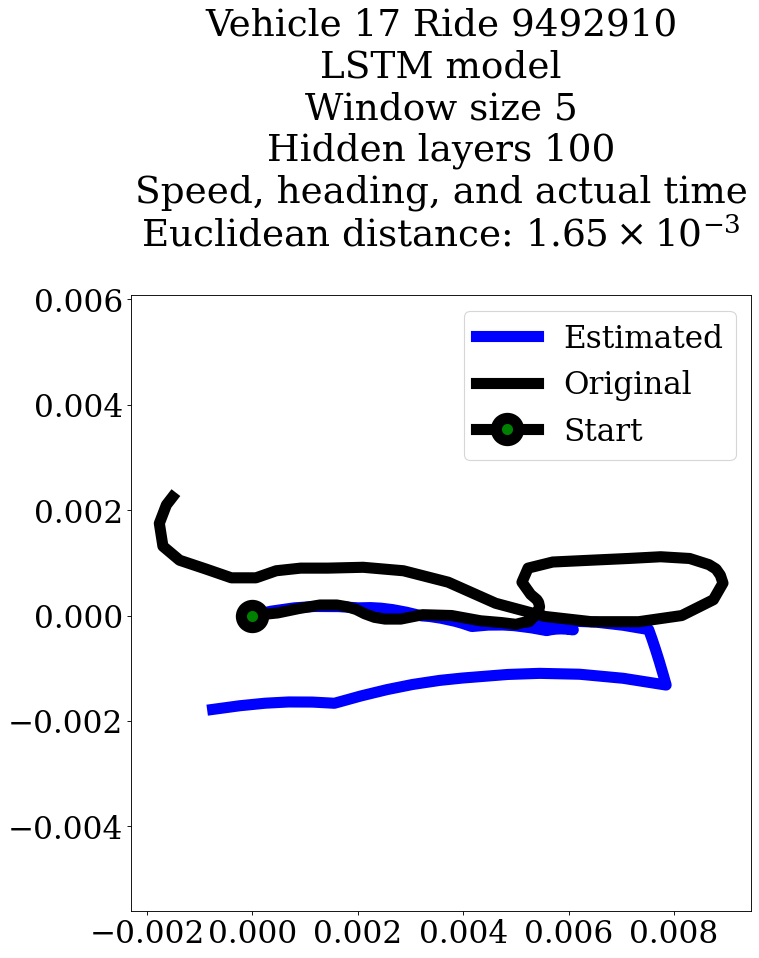 Vehicle 17 Ride 9492910
LSTM model
Window size 5
Hidden layers 100
Speed, heading, and actual time
Euclidean distance: 1.65 × 10⁻³
Estimated
Original
Start
0.006
0.004
0.002
0.000
−0.002
−0.004
−0.002 0.000 0.002 0.004 0.006 0.008